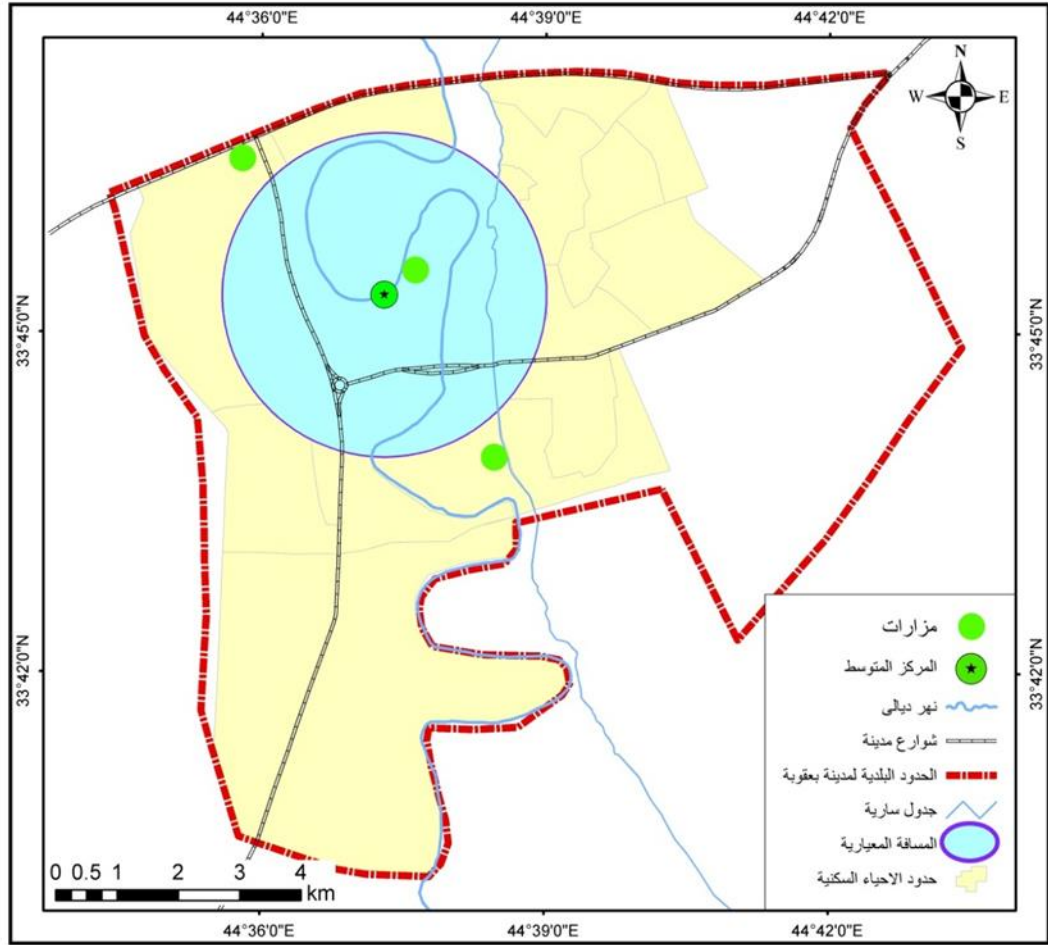 44°36'0"E
44°39'0"E
44°42'0"E
N
W
E
S
33°45'0"N
33°45'0"N
33°42'0"N
33°42'0"N
مزارات
المركز المتوسط
نهر ديالى
شوارع مدينة
الحدود البلدية لمدينة بعقوبة
جدول سارية
المسافة المعيارية
حدود الاحياء السكنية
0 0.5 1 2 3 4
km
44°36'0"E
44°39'0"E
44°42'0"E